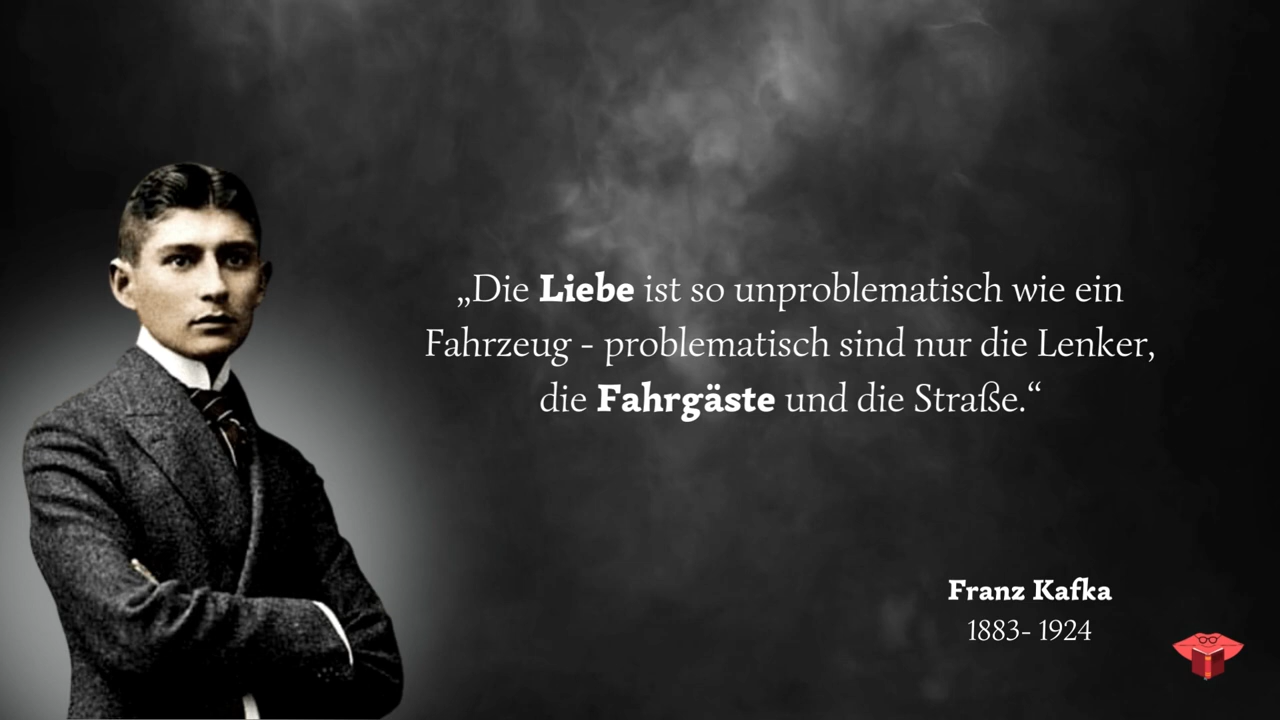 „Die Liebe ist so unproblematisch wie ein
Fahrzeug - problematisch sind nur die Lenker,
die Fahrgäste und die Straße.“
Franz Kafka
1883- 1924